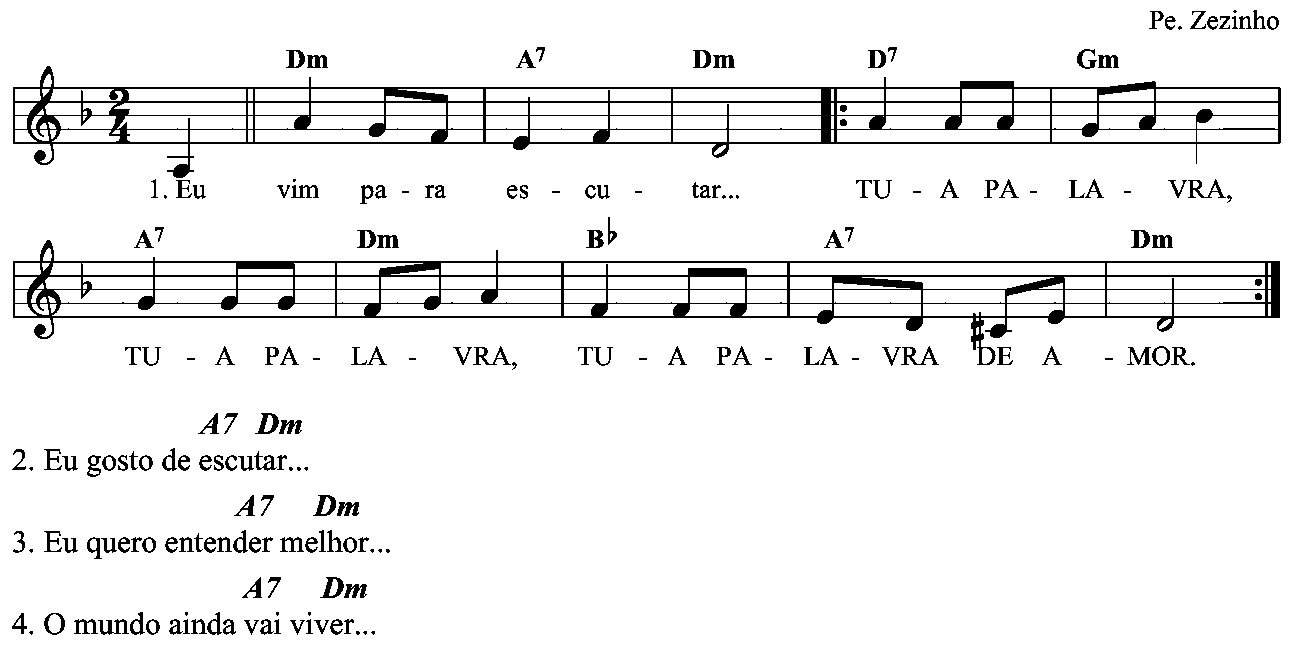 Pe. Zezinho
Dm A7 Dm D7 Gm
2/4
1. Eu vim pa - ra es - cu - tar... TU - A PA - LA - VRA,
A7 Dm B♭ A7 Dm
TU - A PA - LA - VRA, TU - A PA - LA - VRA DE A - MOR.
A7 Dm
2. Eu gosto de escutar...
A7 Dm
3. Eu quero entender melhor...
A7 Dm
4. O mundo ainda vai viver...